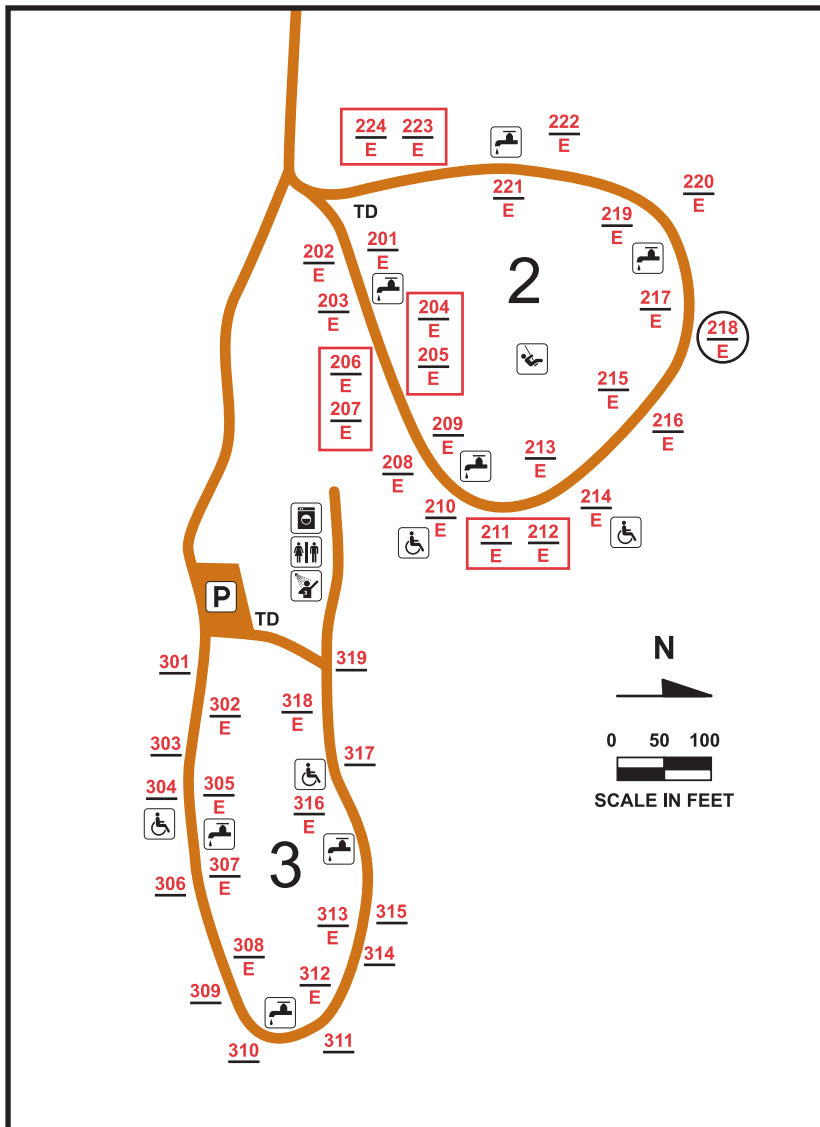 224 223
E E
222
E
221
E
220
E
219
E
TD
201
E
202
E
203
E
204
E
205
E
2
217
E
218
E
206
E
207
E
215
E
216
E
209
E
208
E
213
E
210
E
211 212
E E
214
E
P
TD
301
319
302
E
318
E
303
317
304
305
E
316
E
306
307
E
3
308
E
313
E
315
314
309
312
E
310
311
N
0 50 100
SCALE IN FEET